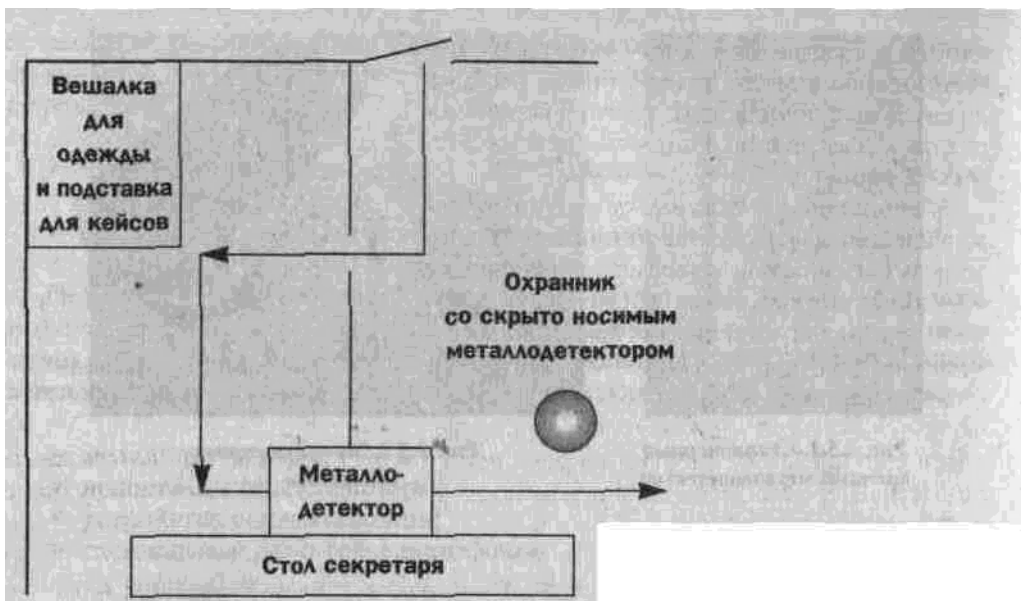 Вешалка
для
одежды
и подставка
для кейсов
Охранник
со скрыто носимым
металлодетектором
Металло-
детектор
Стол секретаря